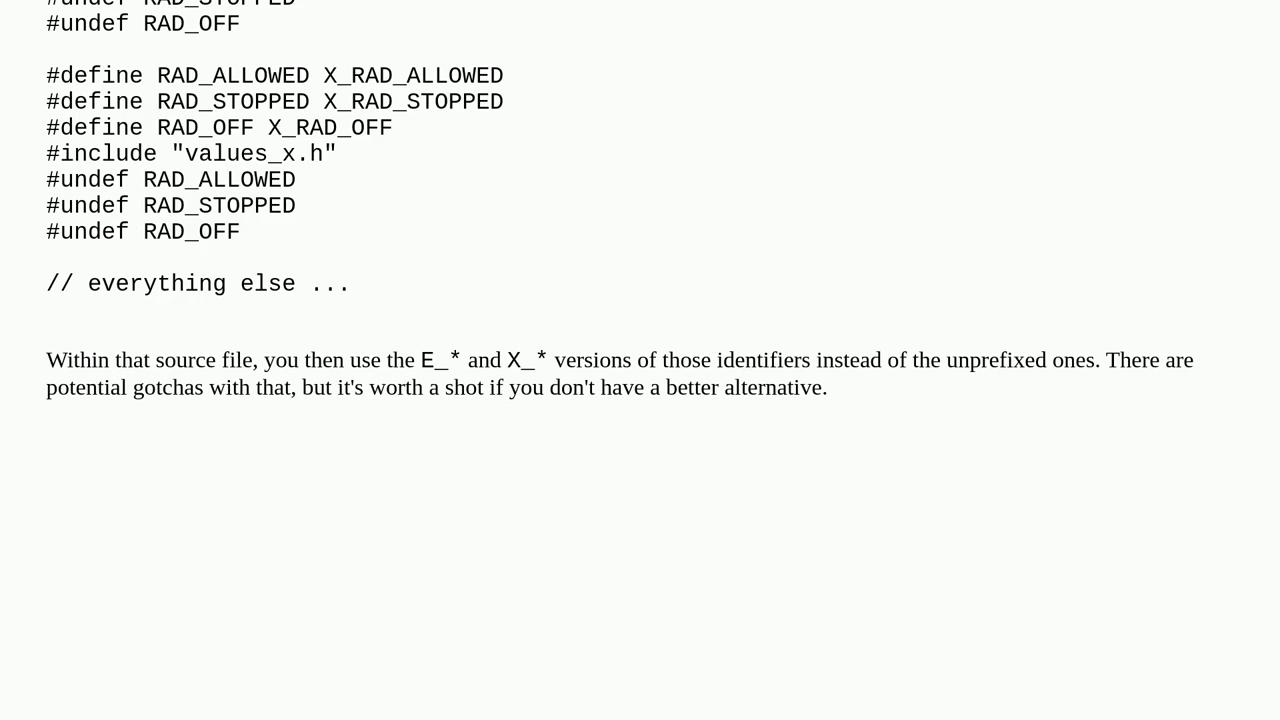 #undef RAD_STOPPED
#undef RAD_OFF
#define RAD_ALLOWED X_RAD_ALLOWED
#define RAD_STOPPED X_RAD_STOPPED
#define RAD_OFF X_RAD_OFF
#include "values_x.h"
#undef RAD_ALLOWED
#undef RAD_STOPPED
#undef RAD_OFF
// everything else ...
Within that source file, you then use the E_* and X_* versions of those identifiers instead of the unprefixed ones. There are
potential gotchas with that, but it's worth a shot if you don't have a better alternative.